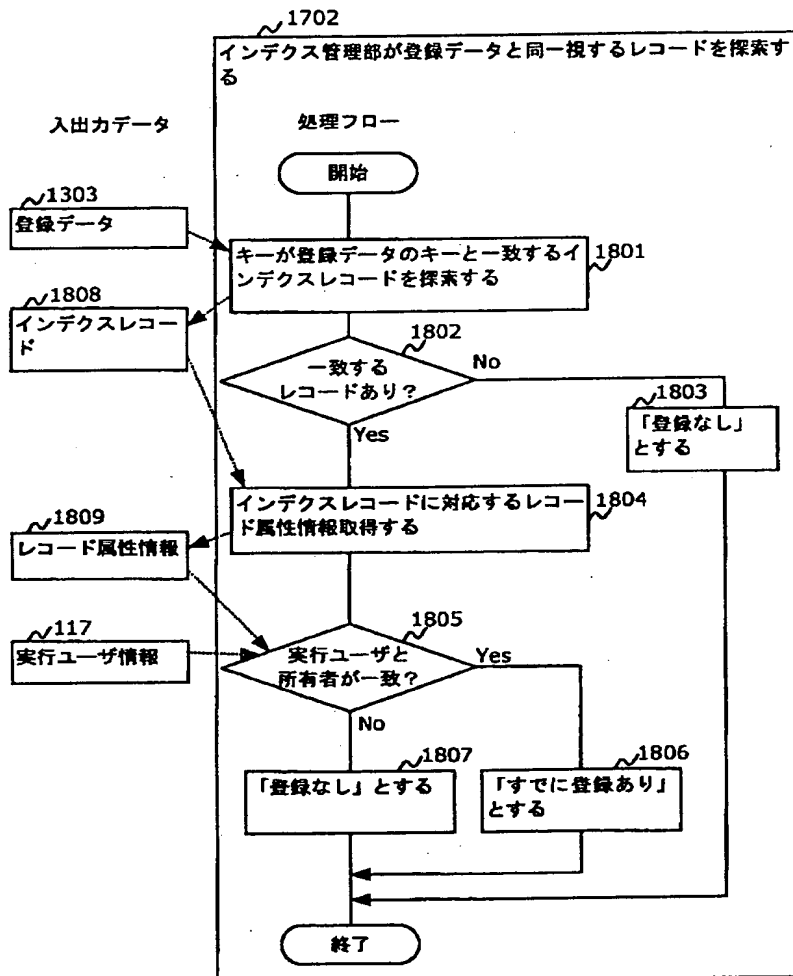 1702
インデクス管理部が登録データと同一視するレコードを探索す
る
入出力データ
処理フロー
開始
1303
登録データ
キーが登録データのキーと一致するイ
ンデクスレコードを探索する
1801
1808
インデクスレコー
ド
1802
一致する
レコードあり？
No
Yes
1803
「登録なし」
とする
インデクスレコードに対応するレコー
ド属性情報取得する
1804
1809
レコード属性情報
1805
実行ユーザと
所有者が一致？
Yes
No
117
実行ユーザ情報
1807
「登録なし」とする
1806
「すでに登録あり」
とする
終了